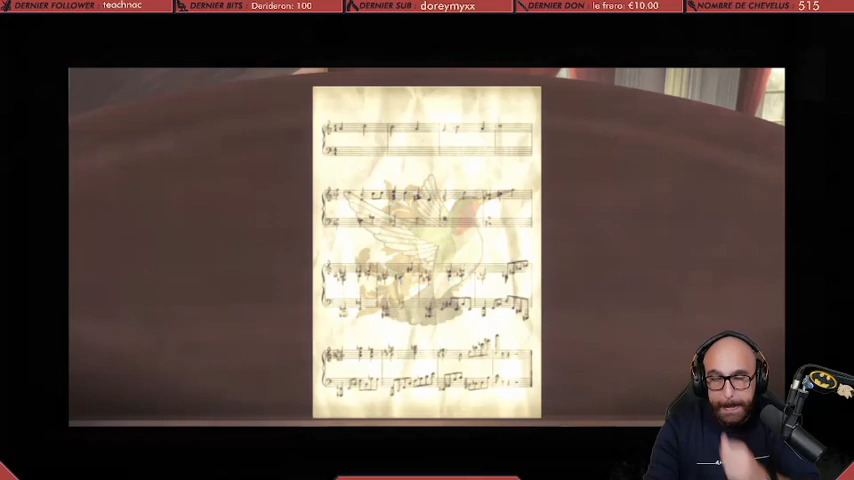 DERNIER FOLLOWER : teachnac
DERNIER BITS : Derideron: 100
DERNIER SUB : doreymyxx
DERNIER DON : le frero: €10.00
NOMBRE DE CHEVELUS : 515